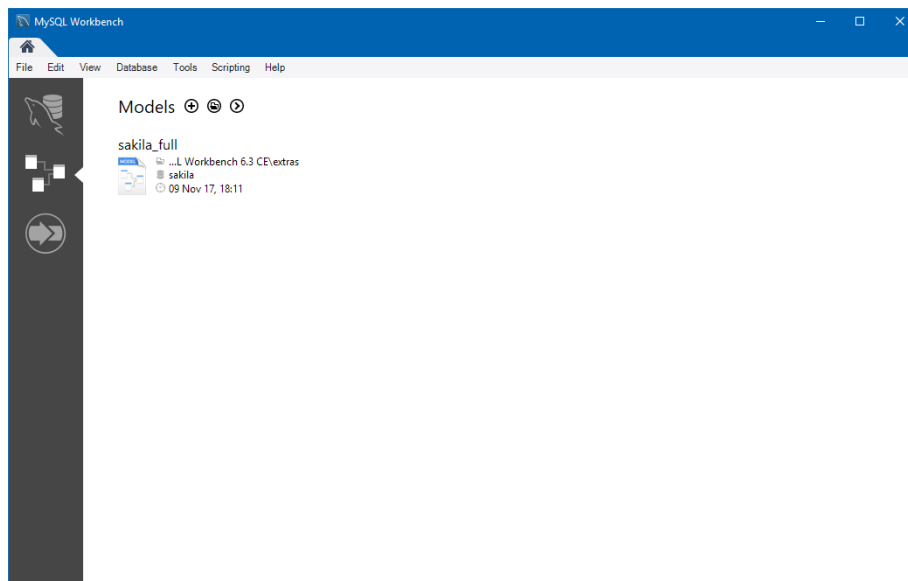 MySQL Workbench
File Edit View Database Tools Scripting Help
Models
sakila_full
MODEL
...L Workbench 6.3 CE\extras
sakila
09 Nov 17, 18:11